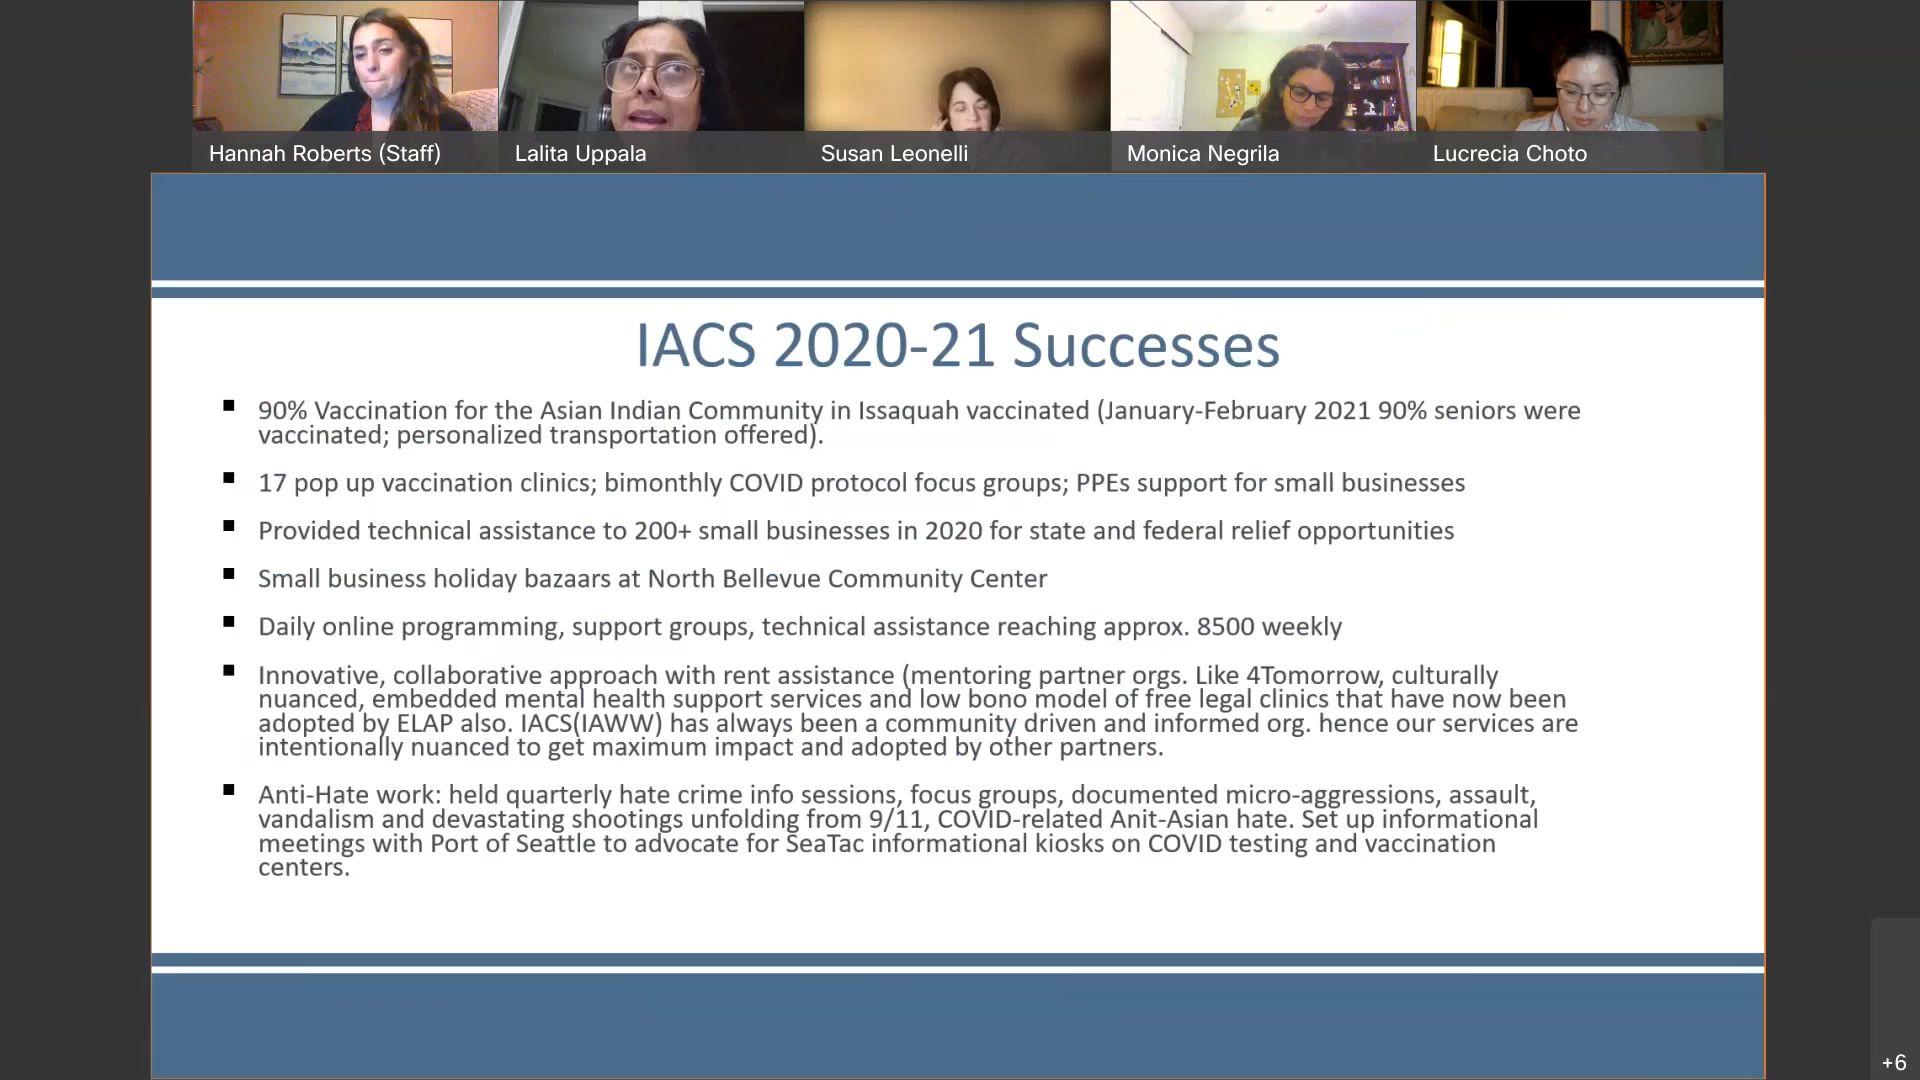 Hannah Roberts (Staff)
Lalita Uppala
Susan Leonelli
Monica Negrila
Lucrecia Choto
IACS 2020-21 Successes
90% Vaccination for the Asian Indian Community in Issaquah vaccinated (January-February 2021 90% seniors were
vaccinated; personalized transportation offered).
17 pop up vaccination clinics; bimonthly COVID protocol focus groups; PPEs support for small businesses
Provided technical assistance to 200+ small businesses in 2020 for state and federal relief opportunities
Small business holiday bazaars at North Bellevue Community Center
Daily online programming, support groups, technical assistance reaching approx. 8500 weekly
Innovative, collaborative approach with rent assistance (mentoring partner orgs. Like 4Tomorrow, culturally
nuanced, embedded mental health support services and low bono model of free legal clinics that have now been
adopted by ELAP also. IACS(IAWW) has always been a community driven and informed org. hence our services are
intentionally nuanced to get maximum impact and adopted by other partners.
Anti-Hate work: held quarterly hate crime info sessions, focus groups, documented micro-aggressions, assault,
vandalism and devastating shootings unfolding from 9/11, COVID-related Anit-Asian hate. Set up informational
meetings with Port of Seattle to advocate for SeaTac informational kiosks on COVID testing and vaccination
centers.
+6